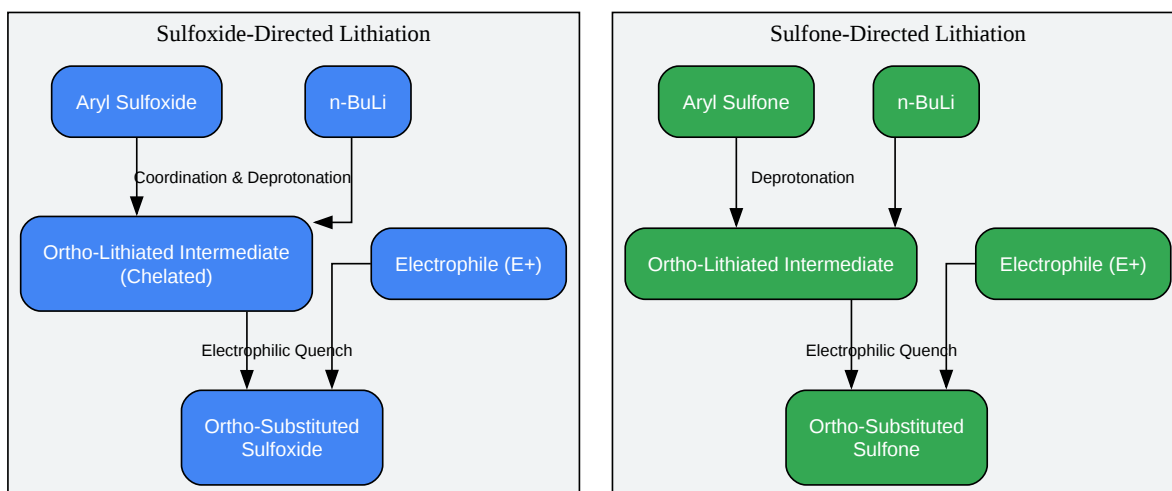 Sulfoxide-Directed Lithiation
Aryl Sulfoxide
n-BuLi
Coordination & Deprotonation
Ortho-Lithiated Intermediate
(Chelated)
Electrophile (E+)
Electrophilic Quench
Ortho-Substituted
Sulfoxide
Sulfone-Directed Lithiation
Aryl Sulfone
n-BuLi
Deprotonation
Ortho-Lithiated Intermediate
Electrophile (E+)
Electrophilic Quench
Ortho-Substituted
Sulfone